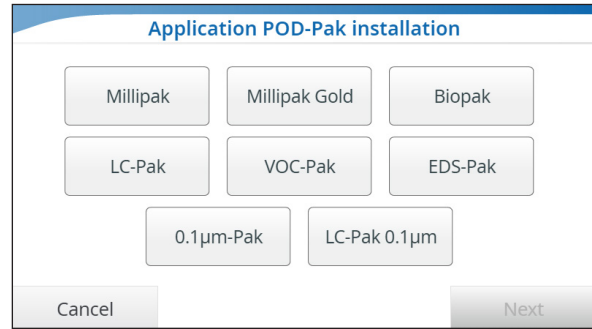 Application POD-Pak installation
Millipak Millipak Gold Biopak
LC-Pak VOC-Pak EDS-Pak
0.1µm-Pak LC-Pak 0.1µm
Cancel Next